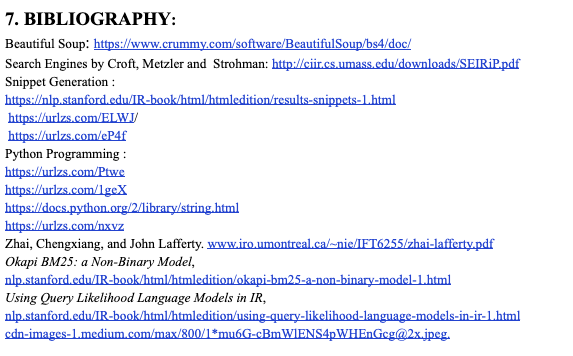 7. BIBLIOGRAPHY:
Beautiful Soup: https://www.crummy.com/software/BeautifulSoup/bs4/doc/
Search Engines by Croft, Metzler and Strohman: http://ciir.cs.umass.edu/downloads/SEIRiP.pdf
Snippet Generation :
https://nlp.stanford.edu/IR-book/html/htmledition/results-snippets-1.html
https://urlzs.com/ELWJ/
https://urlzs.com/eP4f
Python Programming :
https://urlzs.com/Ptwe
https://urlzs.com/1geX
https://docs.python.org/2/library/string.html
https://urlzs.com/nxvz
Zhai, Chengxiang, and John Lafferty. www.iro.umontreal.ca/~nie/IFT6255/zhai-lafferty.pdf
Okapi BM25: a Non-Binary Model,
nlp.stanford.edu/IR-book/html/htmledition/okapi-bm25-a-non-binary-model-1.html
Using Query Likelihood Language Models in IR,
nlp.stanford.edu/IR-book/html/htmledition/using-query-likelihood-language-models-in-ir-1.html
cdn-images-1.medium.com/max/800/1*mu6G-cBmWlENS4pWHEnGcg@2x.jpeg.